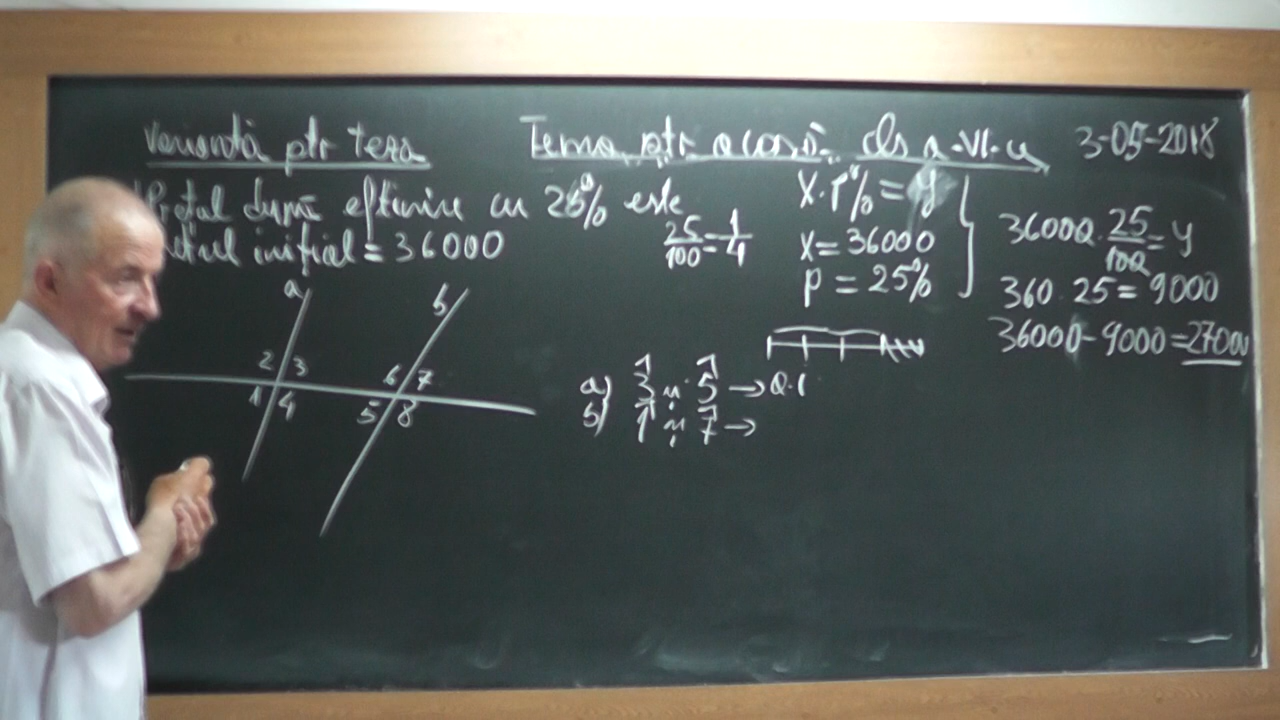 Variantă ptr teza
Tema ptr acasă cls a-VI-a 3-05-2018
Prețul după eftinire cu 25% este
Prețul inițial = 36000
25/100 = 1/4
x·p% = y
x = 36000
p = 25%
36000·25/100 = y
360·25 = 9000
36000-9000=27000
a b
2 3 6 7
1 4 5 8
a) 3̂ și 5̂ → a.i
b) 1̂ și 7̂ →